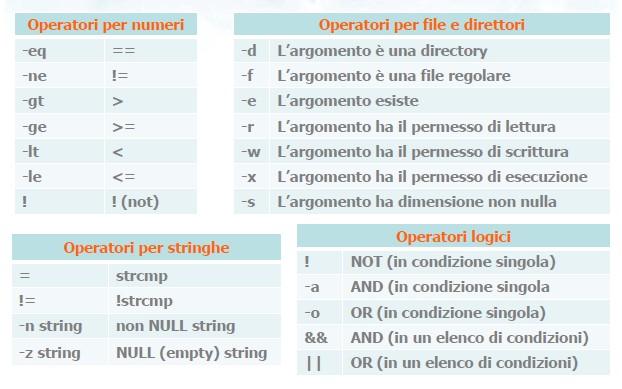 Operatori per numeri
-eq ==
-ne !=
-gt >
-ge >=
-lt <
-le <=
! ! (not)
Operatori per file e direttori
-d L’argomento è una directory
-f L’argomento è una file regolare
-e L’argomento esiste
-r L’argomento ha il permesso di lettura
-w L’argomento ha il permesso di scrittura
-x L’argomento ha il permesso di esecuzione
-s L’argomento ha dimensione non nulla
Operatori per stringhe
= strcmp
!= !strcmp
-n string non NULL string
-z string NULL (empty) string
Operatori logici
! NOT (in condizione singola)
-a AND (in condizione singola
-o OR (in condizione singola)
&& AND (in un elenco di condizioni)
|| OR (in un elenco di condizioni)